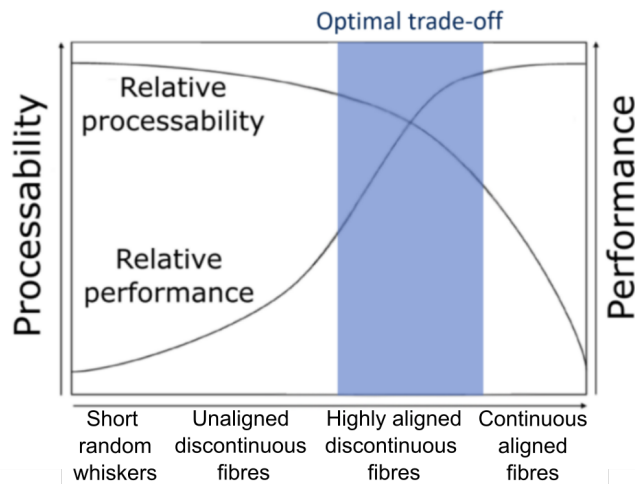 Optimal trade-off
Processability
Relative
processability
Relative
performance
Performance
Short
random
whiskers
Unaligned
discontinuous
fibres
Highly aligned
discontinuous
fibres
Continuous
aligned
fibres